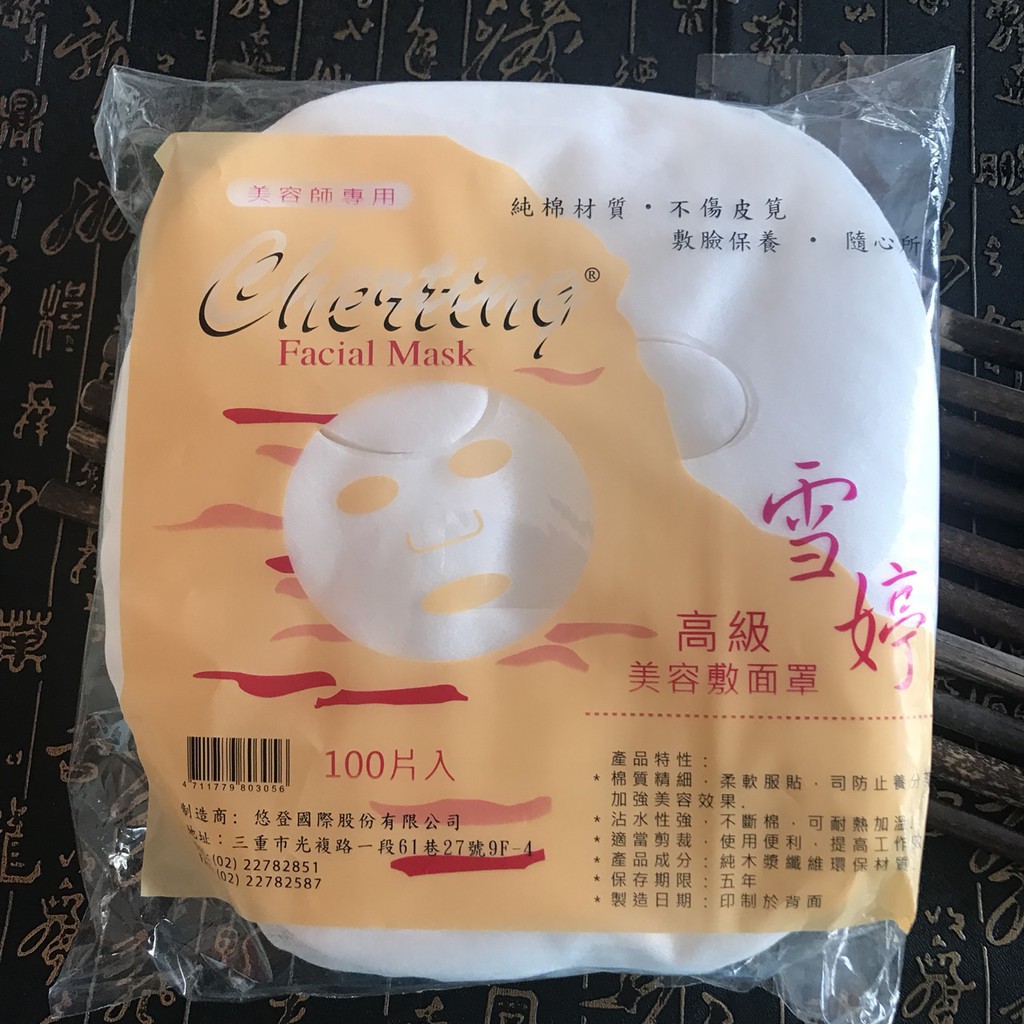 美容師專用
純棉材質・不傷皮筧
敷臉保養・隨心所
Cherting®
Facial Mask
雪婷
高級
美容敷面罩
100片入
4 711779 803056
製造商: 悠登國際股份有限公司
地址: 三重市光複路一段61巷27號9F-4
(02) 22782851
(02) 22782587
產品特性:
* 棉質精細．柔軟服貼．司防止養分
加強美容效果．
* 沾水性強．不斷棉．可耐熱加溫
* 適當剪裁．使用便利．提高工作
* 產品成分: 純木漿纖維環保材質
* 保存期限: 五年
* 製造日期: 印制於背面